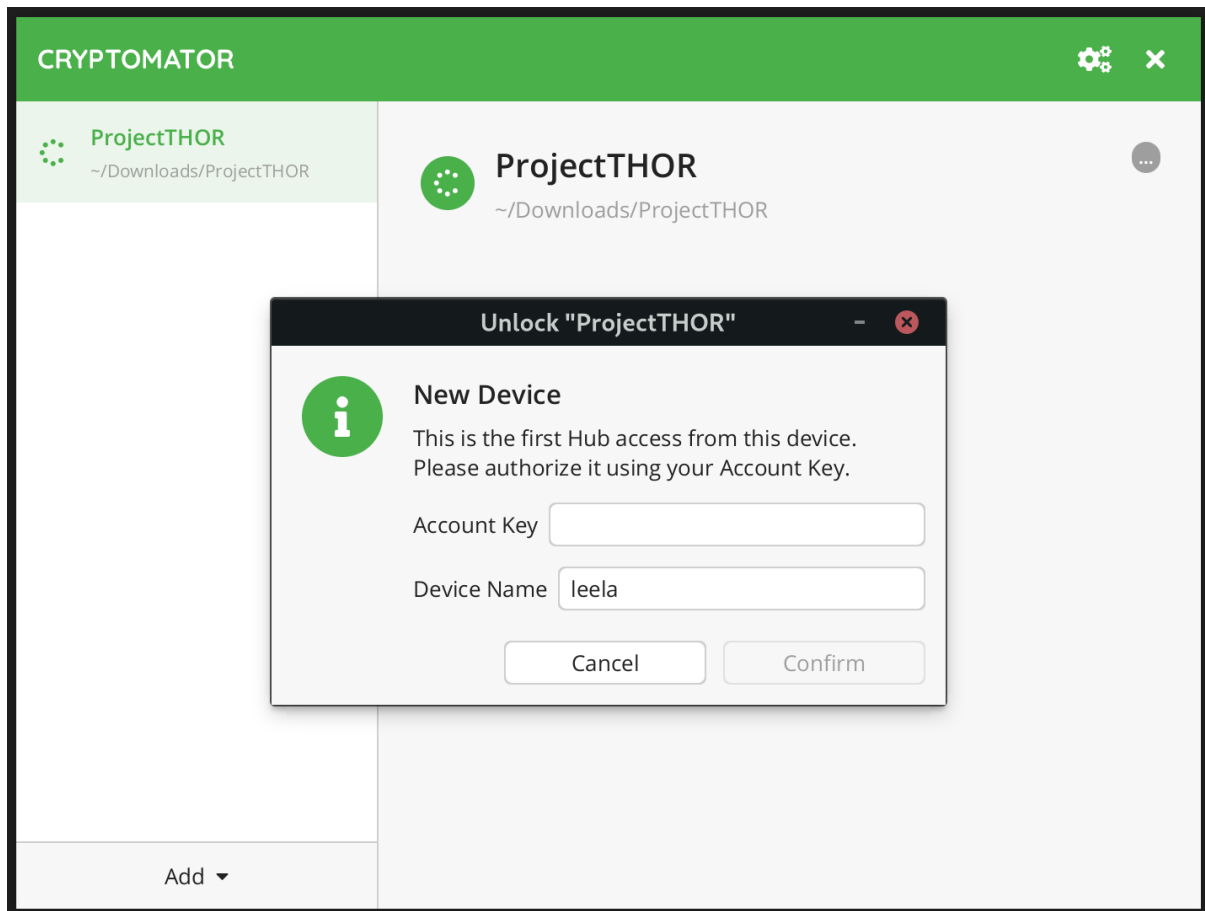 CRYPTOMATOR
ProjectTHOR
~/Downloads/ProjectTHOR
ProjectTHOR
~/Downloads/ProjectTHOR
...
Unlock "ProjectTHOR"
New Device
This is the first Hub access from this device.
Please authorize it using your Account Key.
Account Key
Device Name leela
Cancel Confirm
Add